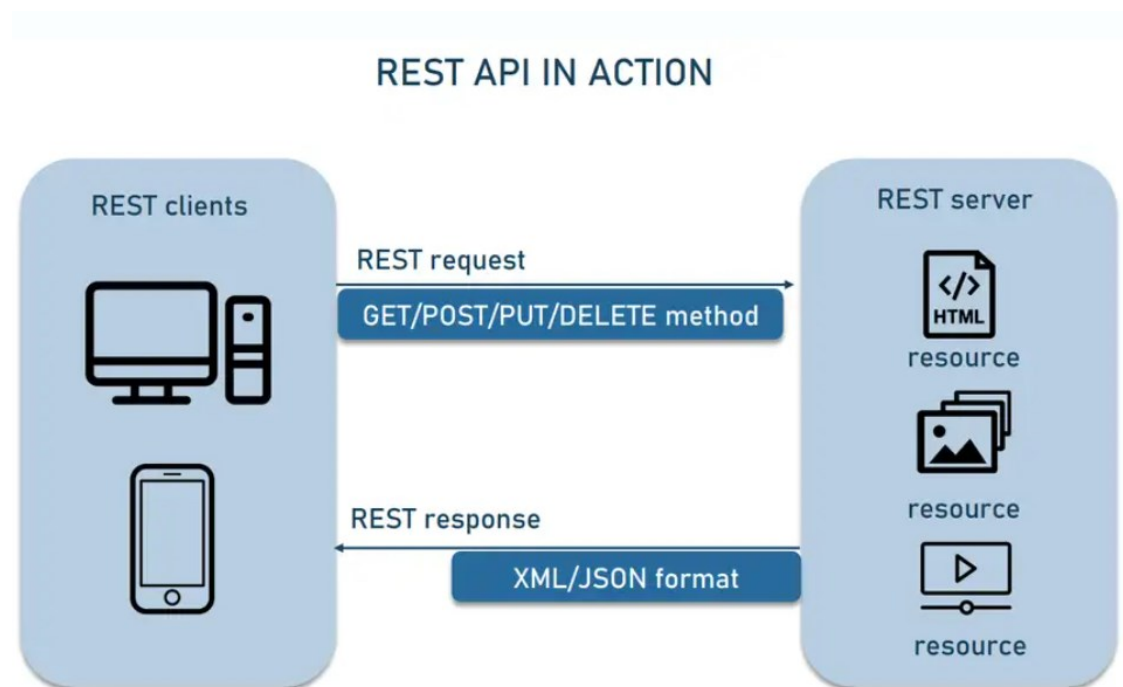 REST API IN ACTION
REST clients
REST request
GET/POST/PUT/DELETE method
REST response
XML/JSON format
REST server
</>
HTML
resource
resource
resource